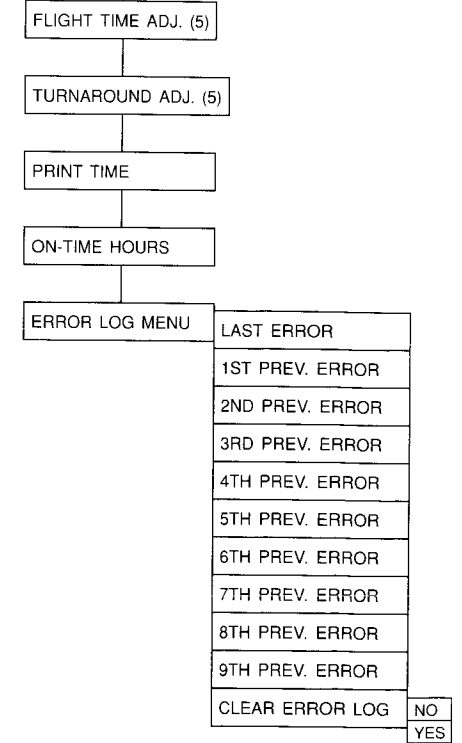 FLIGHT TIME ADJ. (5)
TURNAROUND ADJ. (5)
PRINT TIME
ON-TIME HOURS
ERROR LOG MENU
LAST ERROR
1ST PREV. ERROR
2ND PREV. ERROR
3RD PREV. ERROR
4TH PREV. ERROR
5TH PREV. ERROR
6TH PREV. ERROR
7TH PREV. ERROR
8TH PREV. ERROR
9TH PREV. ERROR
CLEAR ERROR LOG
NO
YES